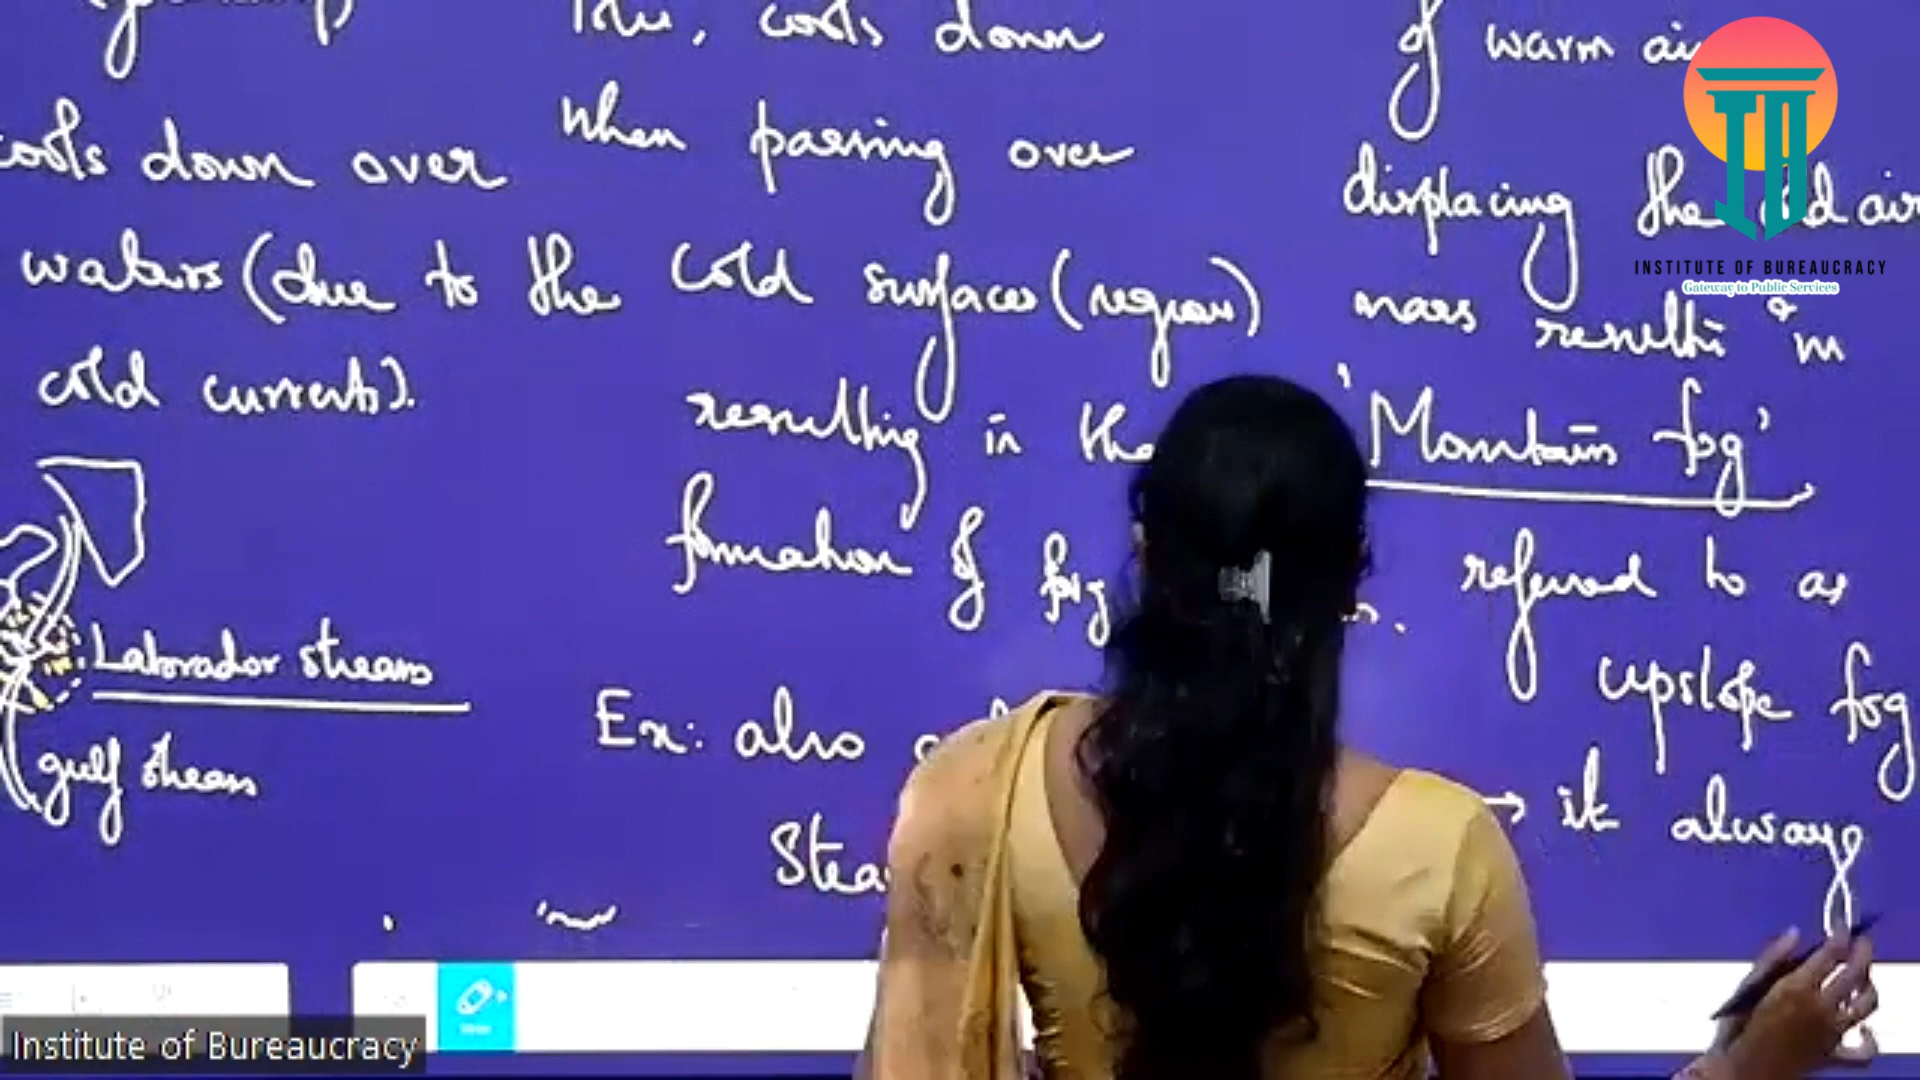 cools down over
waters (due to the
cold currents).
Labrador stream
gulf stream
cools down
when passing over
cold surfaces (region)
resulting in the
formation of fog
Ex: also
Stea
of warm air
displacing the cold air
mass results in
'Mountain fog'
referred to as
upslope fog
→ it always
INSTITUTE OF BUREAUCRACY
Gateway to Public Services
Institute of Bureaucracy